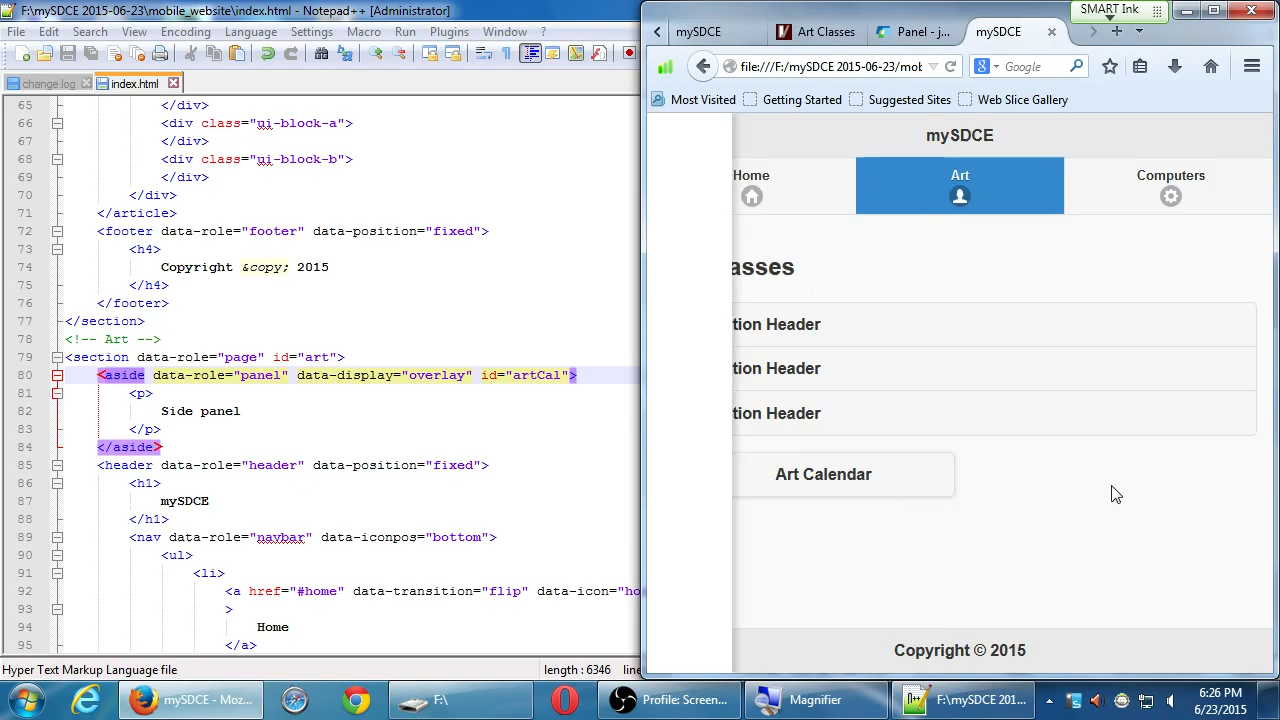 F:\mySDCE 2015-06-23\mobile_website\index.html - Notepad++ [Administrator]
File Edit Search View Encoding Language Settings Macro Run Plugins Window ?
change.log index.html
65 </div>
66 <div class="ui-block-a">
67 </div>
68 <div class="ui-block-b">
69 </div>
70 </div>
71 </article>
72 <footer data-role="footer" data-position="fixed">
73 <h4>
74 Copyright &copy; 2015
75 </h4>
76 </footer>
77 </section>
78 <!-- Art -->
79 <section data-role="page" id="art">
80 <aside data-role="panel" data-display="overlay" id="artCal">
81 <p>
82 Side panel
83 </p>
84 </aside>
85 <header data-role="header" data-position="fixed">
86 <h1>
87 mySDCE
88 </h1>
89 <nav data-role="navbar" data-iconpos="bottom">
90 <ul>
91 <li>
92 <a href="#home" data-transition="flip" data-icon="ho
93 >
94 Home
95 </a>
Hyper Text Markup Language file length : 6346 line
SMART Ink
mySDCE Art Classes Panel - j... mySDCE
file:///F:/mySDCE 2015-06-23/mob Google
Most Visited Getting Started Suggested Sites Web Slice Gallery
mySDCE
Home Art Computers
asses
tion Header
tion Header
tion Header
Art Calendar
Copyright © 2015
mySDCE - Moz... F:\ Profile: Screen... Magnifier F:\mySDCE 201... 6:26 PM
6/23/2015